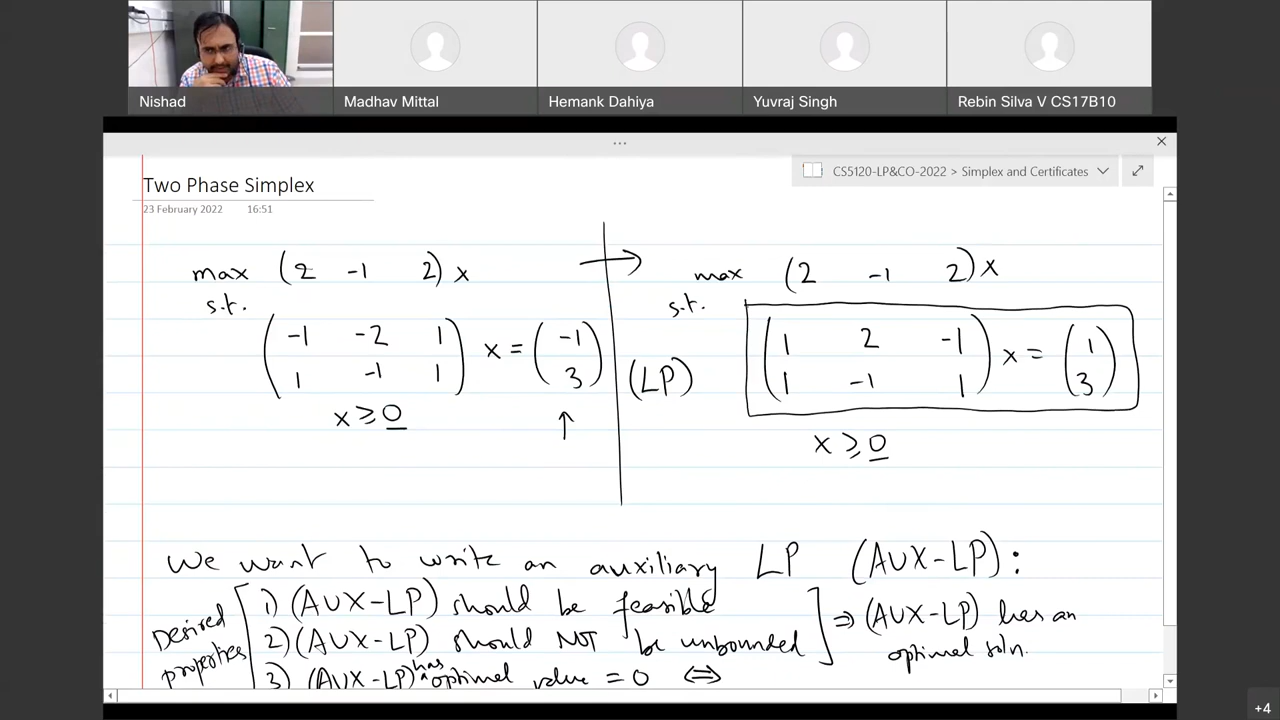 Nishad
Madhav Mittal
Hemank Dahiya
Yuvraj Singh
Rebin Silva V CS17B10
Two Phase Simplex
CS5120-LP&CO-2022 > Simplex and Certificates
23 February 2022 16:51
max (2 -1 2) x
s.t.
(-1 -2 1
1 -1 1) x = (-1
3)
x ≥ 0
↑
→
(LP)
max (2 -1 2) x
s.t.
(1 2 -1
1 -1 1) x = (1
3)
x ≥ 0
We want to write an auxiliary LP (AUX-LP):
Desired properties
1) (AUX-LP) should be feasible
2) (AUX-LP) should NOT be unbounded
3) (AUX-LP) has optimal value = 0 ⇔
⇒ (AUX-LP) has an
optimal soln.
+4